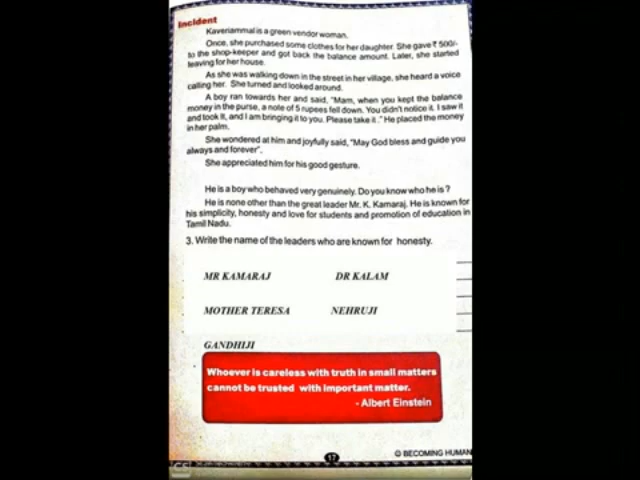 Incident
Kaveriammal is a green vendor woman.
Once, she purchased some clothes for her daughter. She gave ₹ 500/-
to the shop-keeper and got back the balance amount. Later, she started
leaving for her house.
As she was walking down in the street in her village, she heard a voice
calling her. She turned and looked around.
A boy ran towards her and said, "Mam, when you kept the balance
money in the purse, a note of 5 rupees fell down. You didn't notice it. I saw it
and took it, and I am bringing it to you. Please take it ." He placed the money
in her palm.
She wondered at him and joyfully said, "May God bless and guide you
always and forever".
She appreciated him for his good gesture.
He is a boy who behaved very genuinely. Do you know who he is ?
He is none other than the great leader Mr. K. Kamaraj. He is known for
his simplicity, honesty and love for students and promotion of education in
Tamil Nadu.
3. Write the name of the leaders who are known for honesty.
MR KAMARAJ DR KALAM
MOTHER TERESA NEHRUJI
GANDHIJI
Whoever is careless with truth in small matters
cannot be trusted with important matter.
- Albert Einstein
17
© BECOMING HUMAN
CS